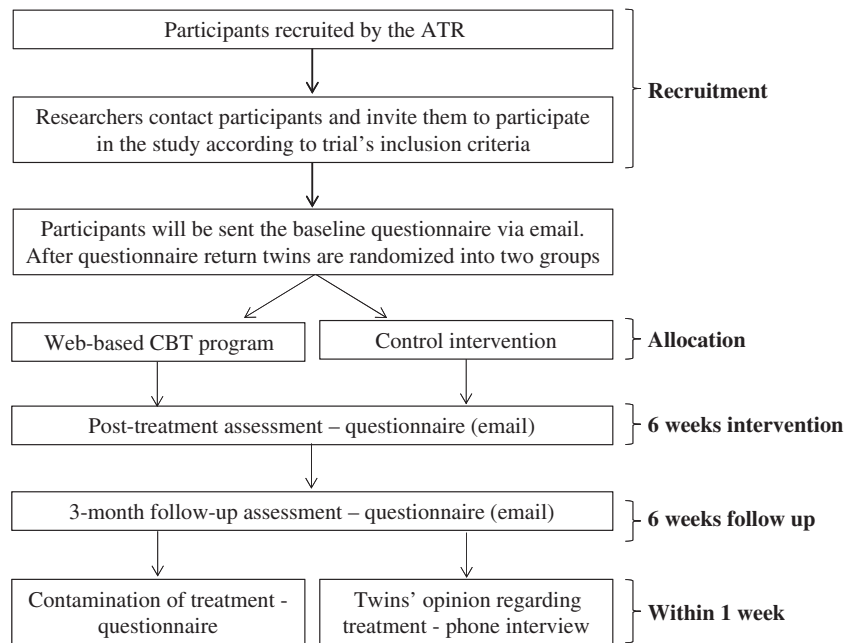 Participants recruited by the ATR
Recruitment
Researchers contact participants and invite them to participate
in the study according to trial's inclusion criteria
Participants will be sent the baseline questionnaire via email.
After questionnaire return twins are randomized into two groups
Web-based CBT program
Control intervention
Allocation
Post-treatment assessment – questionnaire (email)
6 weeks intervention
3-month follow-up assessment – questionnaire (email)
6 weeks follow up
Contamination of treatment -
questionnaire
Twins' opinion regarding
treatment - phone interview
Within 1 week